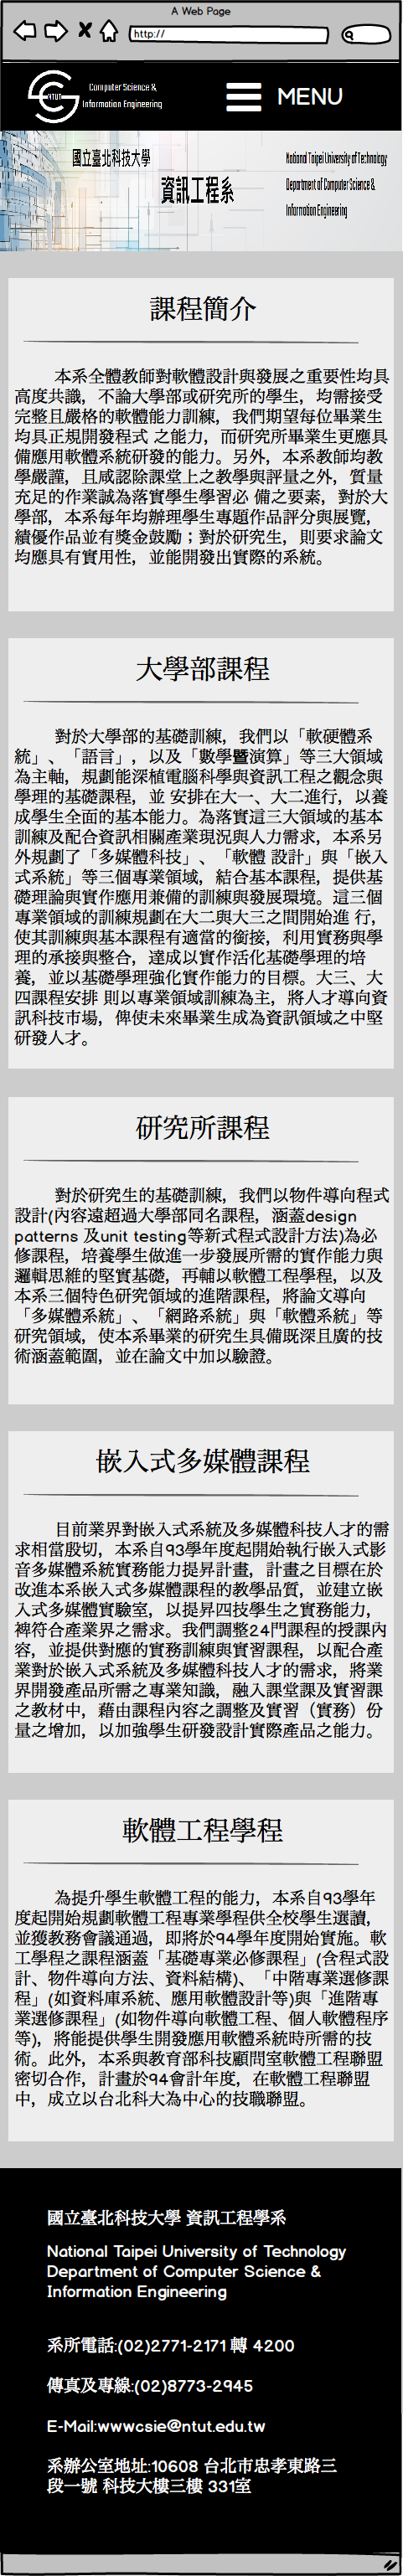 A Web Page
http://
NTUT
Computer Science &
Information Engineering
MENU
國立臺北科技大學
資訊工程系
National Taipei University of Technology
Department of Computer Science &
Information Engineering
課程簡介
本系全體教師對軟體設計與發展之重要性均具
高度共識，不論大學部或研究所的學生，均需接受
完整且嚴格的軟體能力訓練，我們期望每位畢業生
均具正規開發程式 之能力，而研究所畢業生更應具
備應用軟體系統研發的能力。另外，本系教師均教
學嚴謹，且咸認除課堂上之教學與評量之外，質量
充足的作業誠為落實學生學習必 備之要素，對於大
學部，本系每年均辦理學生專題作品評分與展覽，
績優作品並有獎金鼓勵；對於研究生，則要求論文
均應具有實用性，並能開發出實際的系統。
大學部課程
對於大學部的基礎訓練，我們以「軟硬體系
統」、「語言」，以及「數學暨演算」等三大領域
為主軸，規劃能深植電腦科學與資訊工程之觀念與
學理的基礎課程，並 安排在大一、大二進行，以養
成學生全面的基本能力。為落實這三大領域的基本
訓練及配合資訊相關產業現況與人力需求，本系另
外規劃了「多媒體科技」、「軟體 設計」與「嵌入
式系統」等三個專業領域，結合基本課程，提供基
礎理論與實作應用兼備的訓練與發展環境。這三個
專業領域的訓練規劃在大二與大三之間開始進 行，
使其訓練與基本課程有適當的銜接，利用實務與學
理的承接與整合，達成以實作活化基礎學理的培
養，並以基礎學理強化實作能力的目標。大三、大
四課程安排 則以專業領域訓練為主，將人才導向資
訊科技市場，俾使未來畢業生成為資訊領域之中堅
研發人才。
研究所課程
對於研究生的基礎訓練，我們以物件導向程式
設計(內容遠超過大學部同名課程，涵蓋design
patterns 及unit testing等新式程式設計方法)為必
修課程，培養學生做進一步發展所需的實作能力與
邏輯思維的堅實基礎，再輔以軟體工程學程，以及
本系三個特色研究領域的進階課程，將論文導向
「多媒體系統」、「網路系統」與「軟體系統」等
研究領域，使本系畢業的研究生具備既深且廣的技
術涵蓋範圍，並在論文中加以驗證。
嵌入式多媒體課程
目前業界對嵌入式系統及多媒體科技人才的需
求相當殷切，本系自93學年度起開始執行嵌入式影
音多媒體系統實務能力提昇計畫，計畫之目標在於
改進本系嵌入式多媒體課程的教學品質，並建立嵌
入式多媒體實驗室，以提昇四技學生之實務能力，
裨符合產業界之需求。我們調整24門課程的授課內
容，並提供對應的實務訓練與實習課程，以配合產
業對於嵌入式系統及多媒體科技人才的需求，將業
界開發產品所需之專業知識，融入課堂課及實習課
之教材中，藉由課程內容之調整及實習（實務）份
量之增加，以加強學生研發設計實際產品之能力。
軟體工程學程
為提升學生軟體工程的能力，本系自93學年
度起開始規劃軟體工程專業學程供全校學生選讀，
並獲教務會議通過，即將於94學年度開始實施。軟
工學程之課程涵蓋「基礎專業必修課程」(含程式設
計、物件導向方法、資料結構)、「中階專業選修課
程」(如資料庫系統、應用軟體設計等)與「進階專
業選修課程」(如物件導向軟體工程、個人軟體程序
等)，將能提供學生開發應用軟體系統時所需的技
術。此外，本系與教育部科技顧問室軟體工程聯盟
密切合作，計畫於94會計年度，在軟體工程聯盟
中，成立以台北科大為中心的技職聯盟。
國立臺北科技大學 資訊工程學系
National Taipei University of Technology
Department of Computer Science &
Information Engineering
系所電話:(02)2771-2171 轉 4200
傳真及專線:(02)8773-2945
E-Mail:wwwcsie@ntut.edu.tw
系辦公室地址:10608 台北市忠孝東路三
段一號 科技大樓三樓 331室